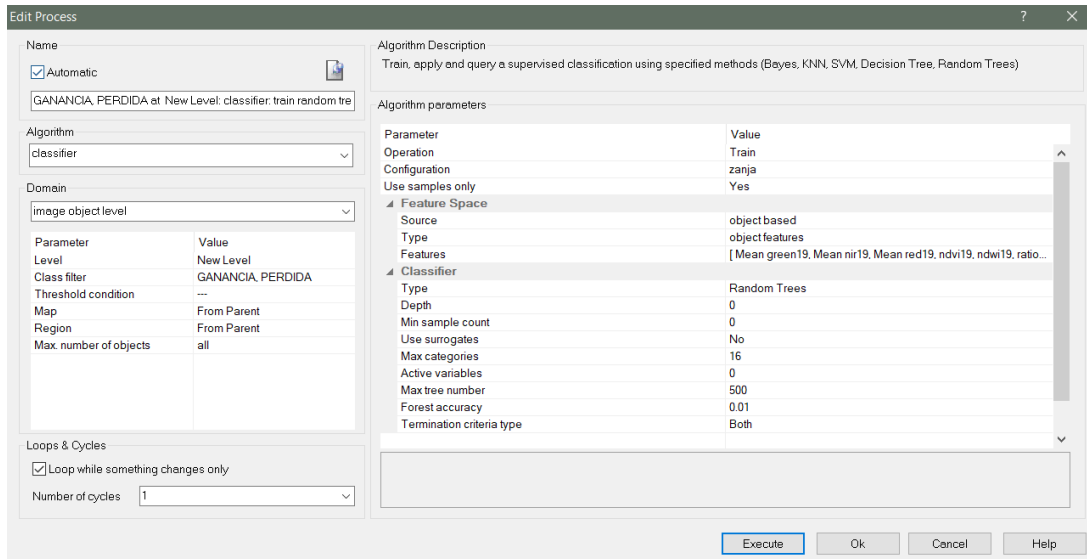 Edit Process
? ×
Name
Automatic
GANANCIA, PERDIDA at New Level: classifier: train random tre
Algorithm
classifier
Domain
image object level
Parameter Value
Level New Level
Class filter GANANCIA, PERDIDA
Threshold condition ---
Map From Parent
Region From Parent
Max. number of objects all
Loops & Cycles
Loop while something changes only
Number of cycles 1
Algorithm Description
Train, apply and query a supervised classification using specified methods (Bayes, KNN, SVM, Decision Tree, Random Trees)
Algorithm parameters
Parameter Value
Operation Train
Configuration zanja
Use samples only Yes
Feature Space
Source object based
Type object features
Features [ Mean green19, Mean nir19, Mean red19, ndvi19, ndwi19, ratio...
Classifier
Type Random Trees
Depth 0
Min sample count 0
Use surrogates No
Max categories 16
Active variables 0
Max tree number 500
Forest accuracy 0.01
Termination criteria type Both
Execute Ok Cancel Help